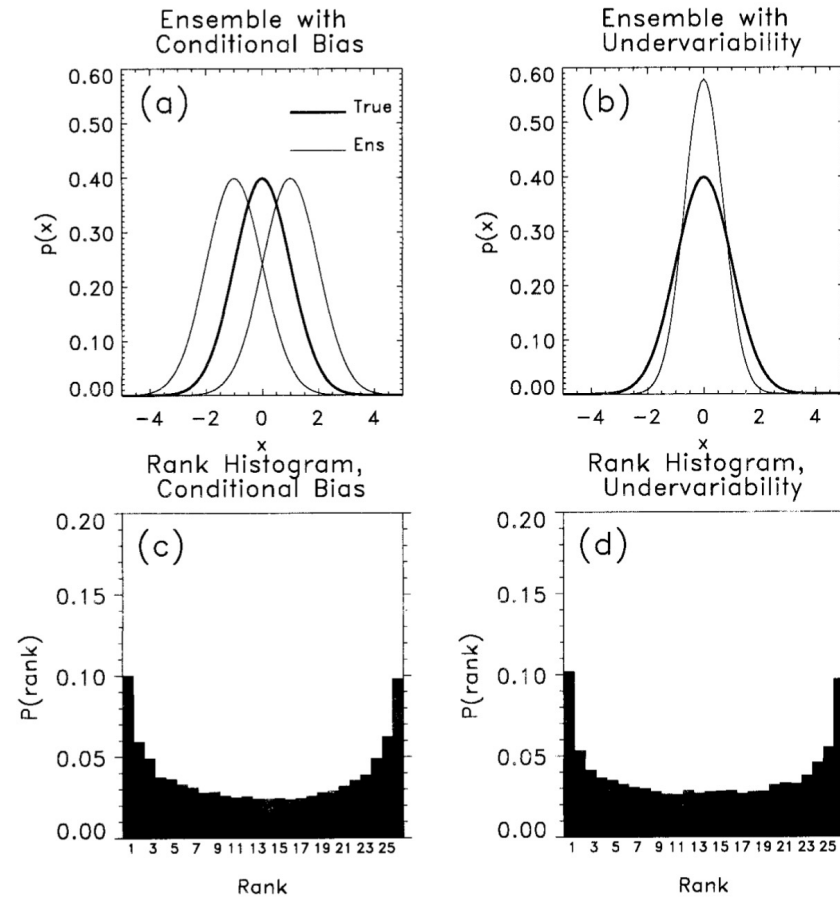 Ensemble with
Conditional Bias
Ensemble with
Undervariability
(a)
True
Ens
0.60
0.50
0.40
0.30
0.20
0.10
0.00
p(x)
-4 -2 0 2 4
x
(b)
0.60
0.50
0.40
0.30
0.20
0.10
0.00
p(x)
-4 -2 0 2 4
x
Rank Histogram,
Conditional Bias
Rank Histogram,
Undervariability
(c)
0.20
0.15
0.10
0.05
0.00
P(rank)
1 3 5 7 9 11 13 15 17 19 21 23 25
Rank
(d)
0.20
0.15
0.10
0.05
0.00
P(rank)
1 3 5 7 9 11 13 15 17 19 21 23 25
Rank